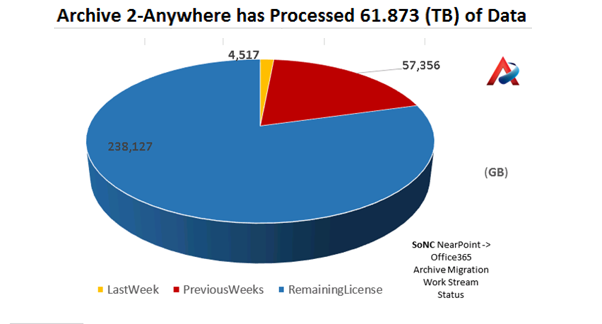 Archive 2-Anywhere has Processed 61.873 (TB) of Data
4,517
57,356
238,127
(GB)
SoNC NearPoint ->
Office365
Archive Migration
Work Stream
Status
LastWeek PreviousWeeks RemainingLicense